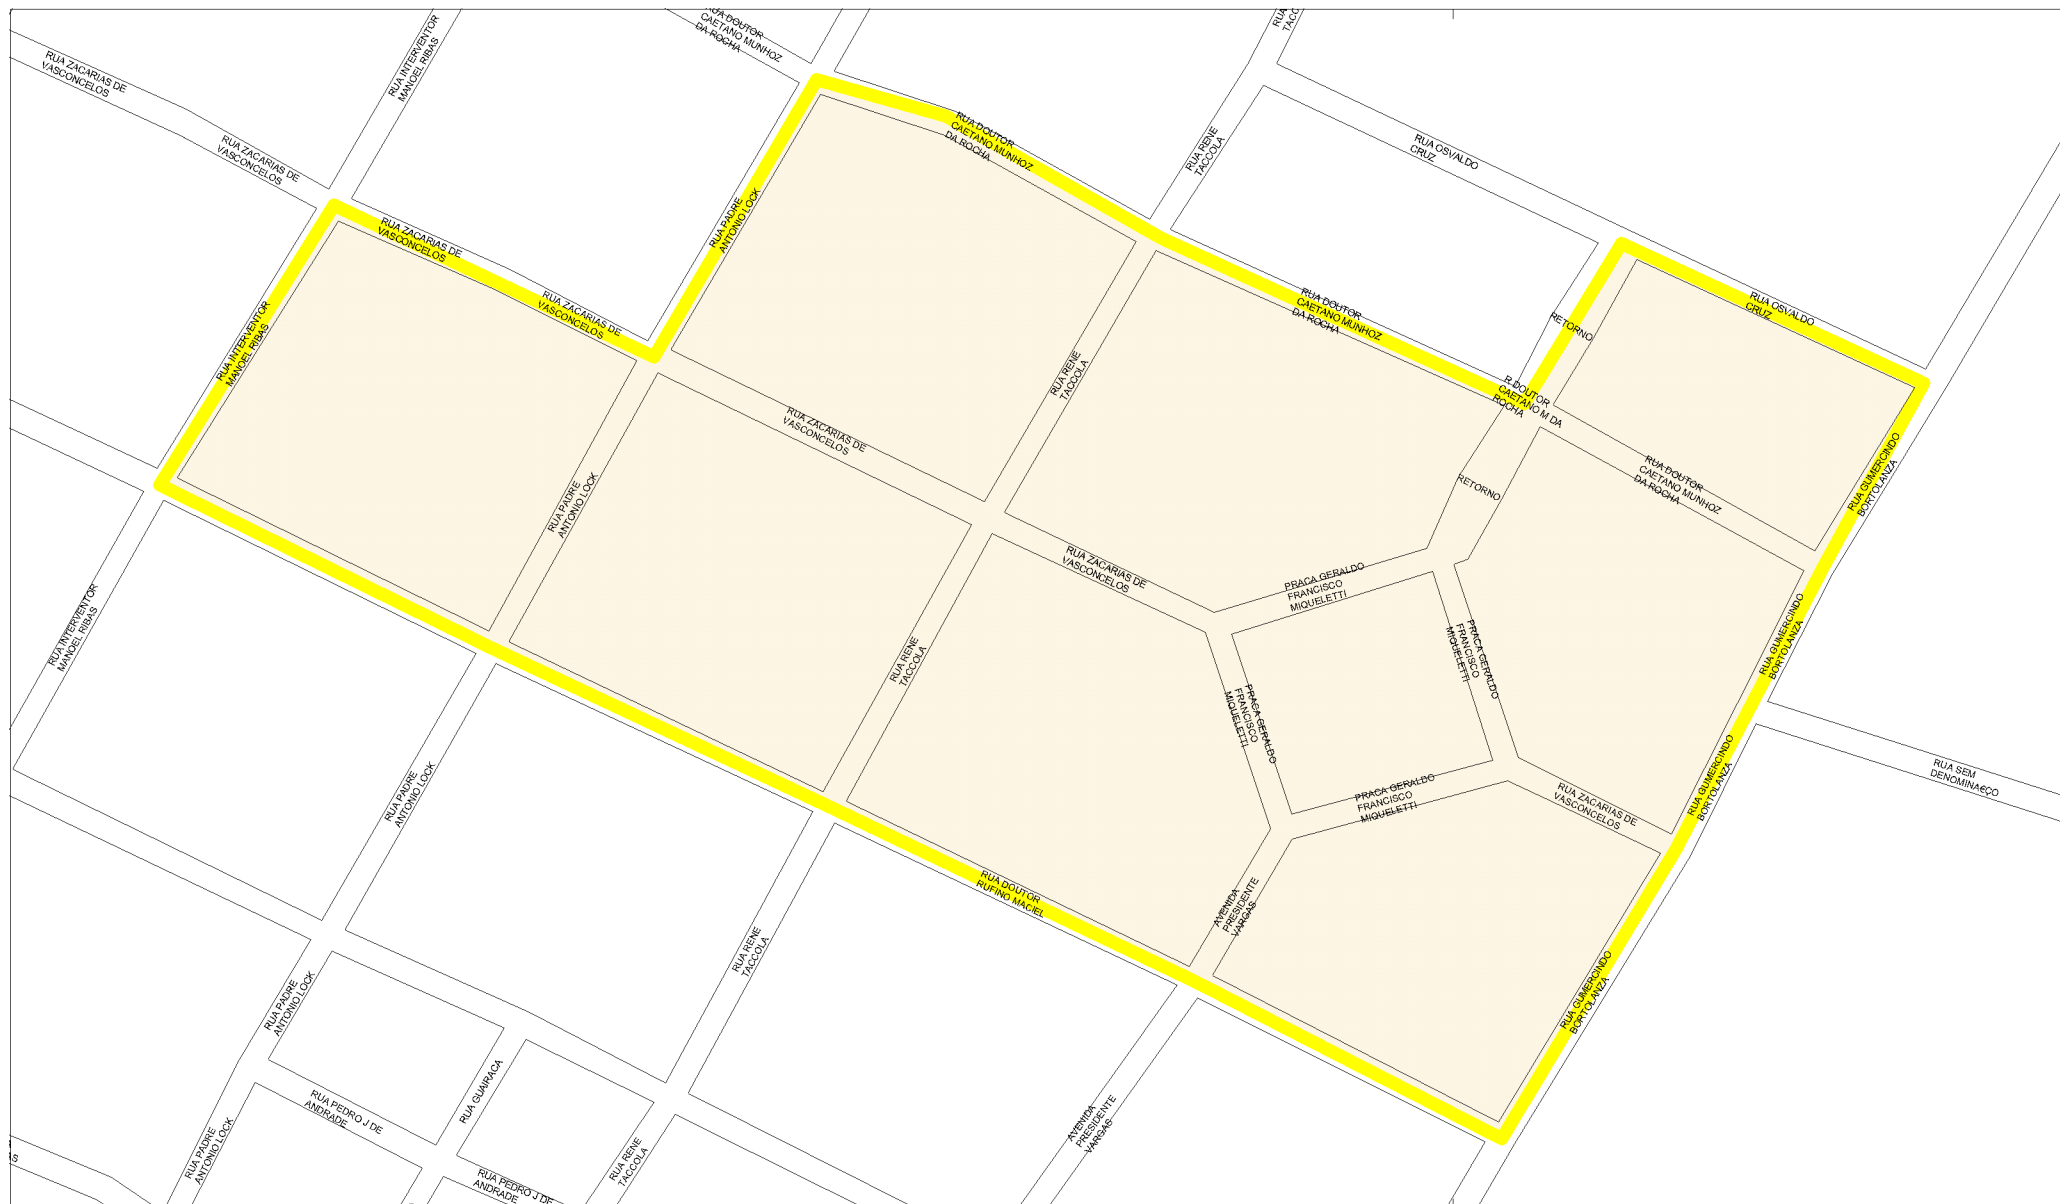 RUA DOUTOR
CAETANO MUNHOZ
DA ROCHA
RUA INTERVENTOR
MANOEL RIBAS
RUA ZACARIAS DE
VASCONCELOS
RUA ZACARIAS DE
VASCONCELOS
RUA DOUTOR
CAETANO MUNHOZ
DA ROCHA
RUA RENE
TACCOLA
RUA OSVALDO
CRUZ
RUA ZACARIAS DE
VASCONCELOS
RUA PADRE
ANTONIO LOCK
RUA ZACARIAS DE
VASCONCELOS
RUA DOUTOR
CAETANO MUNHOZ
DA ROCHA
RUA OSVALDO
CRUZ
RETORNO
RUA INTERVENTOR
MANOEL RIBAS
RUA RENE
TACCOLA
R.DOUTOR
CAETANO M DA
ROCHA
RUA ZACARIAS DE
VASCONCELOS
RUA DOUTOR
CAETANO MUNHOZ
DA ROCHA
RUA GUMERCINDO
BORTOLANZA
RETORNO
RUA PADRE
ANTONIO LOCK
RUA ZACARIAS DE
VASCONCELOS
PRACA GERALDO
FRANCISCO
MIQUELETTI
RUA INTERVENTOR
MANOEL RIBAS
RUA RENE
TACCOLA
PRACA GERALDO
FRANCISCO
MIQUELETTI
RUA GUMERCINDO
BORTOLANZA
PRACA GERALDO
FRANCISCO
MIQUELETTI
RUA GUMERCINDO
BORTOLANZA
RUA SEM
DENOMINAÇÇO
RUA PADRE
ANTONIO LOCK
PRACA GERALDO
FRANCISCO
MIQUELETTI
RUA ZACARIAS DE
VASCONCELOS
RUA DOUTOR
RUFINO MACIEL
AVENIDA
PRESIDENTE
VARGAS
RUA RENE
TACCOLA
RUA PADRE
ANTONIO LOCK
RUA GUMERCINDO
BORTOLANZA
RUA GUAIRACA
RUA PEDRO J DE
ANDRADE
AVENIDA
PRESIDENTE
VARGAS
RUA PADRE
ANTONIO LOCK
RUA RENE
TACCOLA
RUA PEDRO J DE
ANDRADE